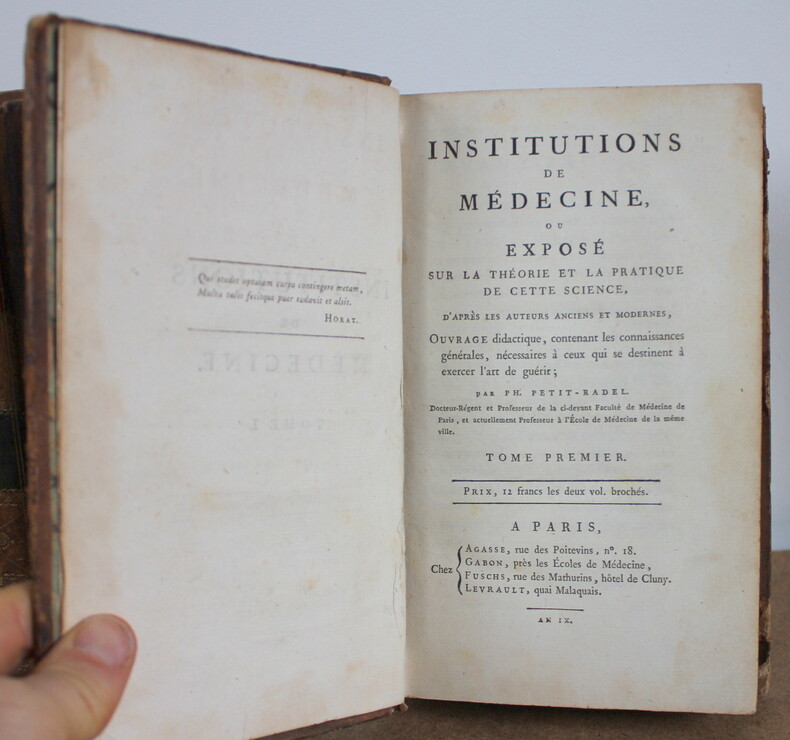 Qui studet optatam cursu contingere metam,
Multa tulit fecitque puer sudavit et alsit.
HORAT.
INSTITUTIONS
DE
MÉDECINE,
OU
EXPOSÉ
SUR LA THÉORIE ET LA PRATIQUE
DE CETTE SCIENCE,
D'APRÈS LES AUTEURS ANCIENS ET MODERNES,
OUVRAGE didactique, contenant les connaissances
générales, nécessaires à ceux qui se destinent à
exercer l'art de guérir;
PAR PH. PETIT-RADEL.
Docteur-Régent et Professeur de la ci-devant Faculté de Médecine de
Paris, et actuellement Professeur à l'École de Médecine de la même
ville.
TOME PREMIER.
PRIX, 12 francs les deux vol. brochés.
A PARIS,
Chez
AGASSE, rue des Poitevins, nº. 18.
GABON, près les Écoles de Médecine,
FUSCHS, rue des Mathurins, hôtel de Cluny.
LEVRAULT, quai Malaquais.
AN IX.